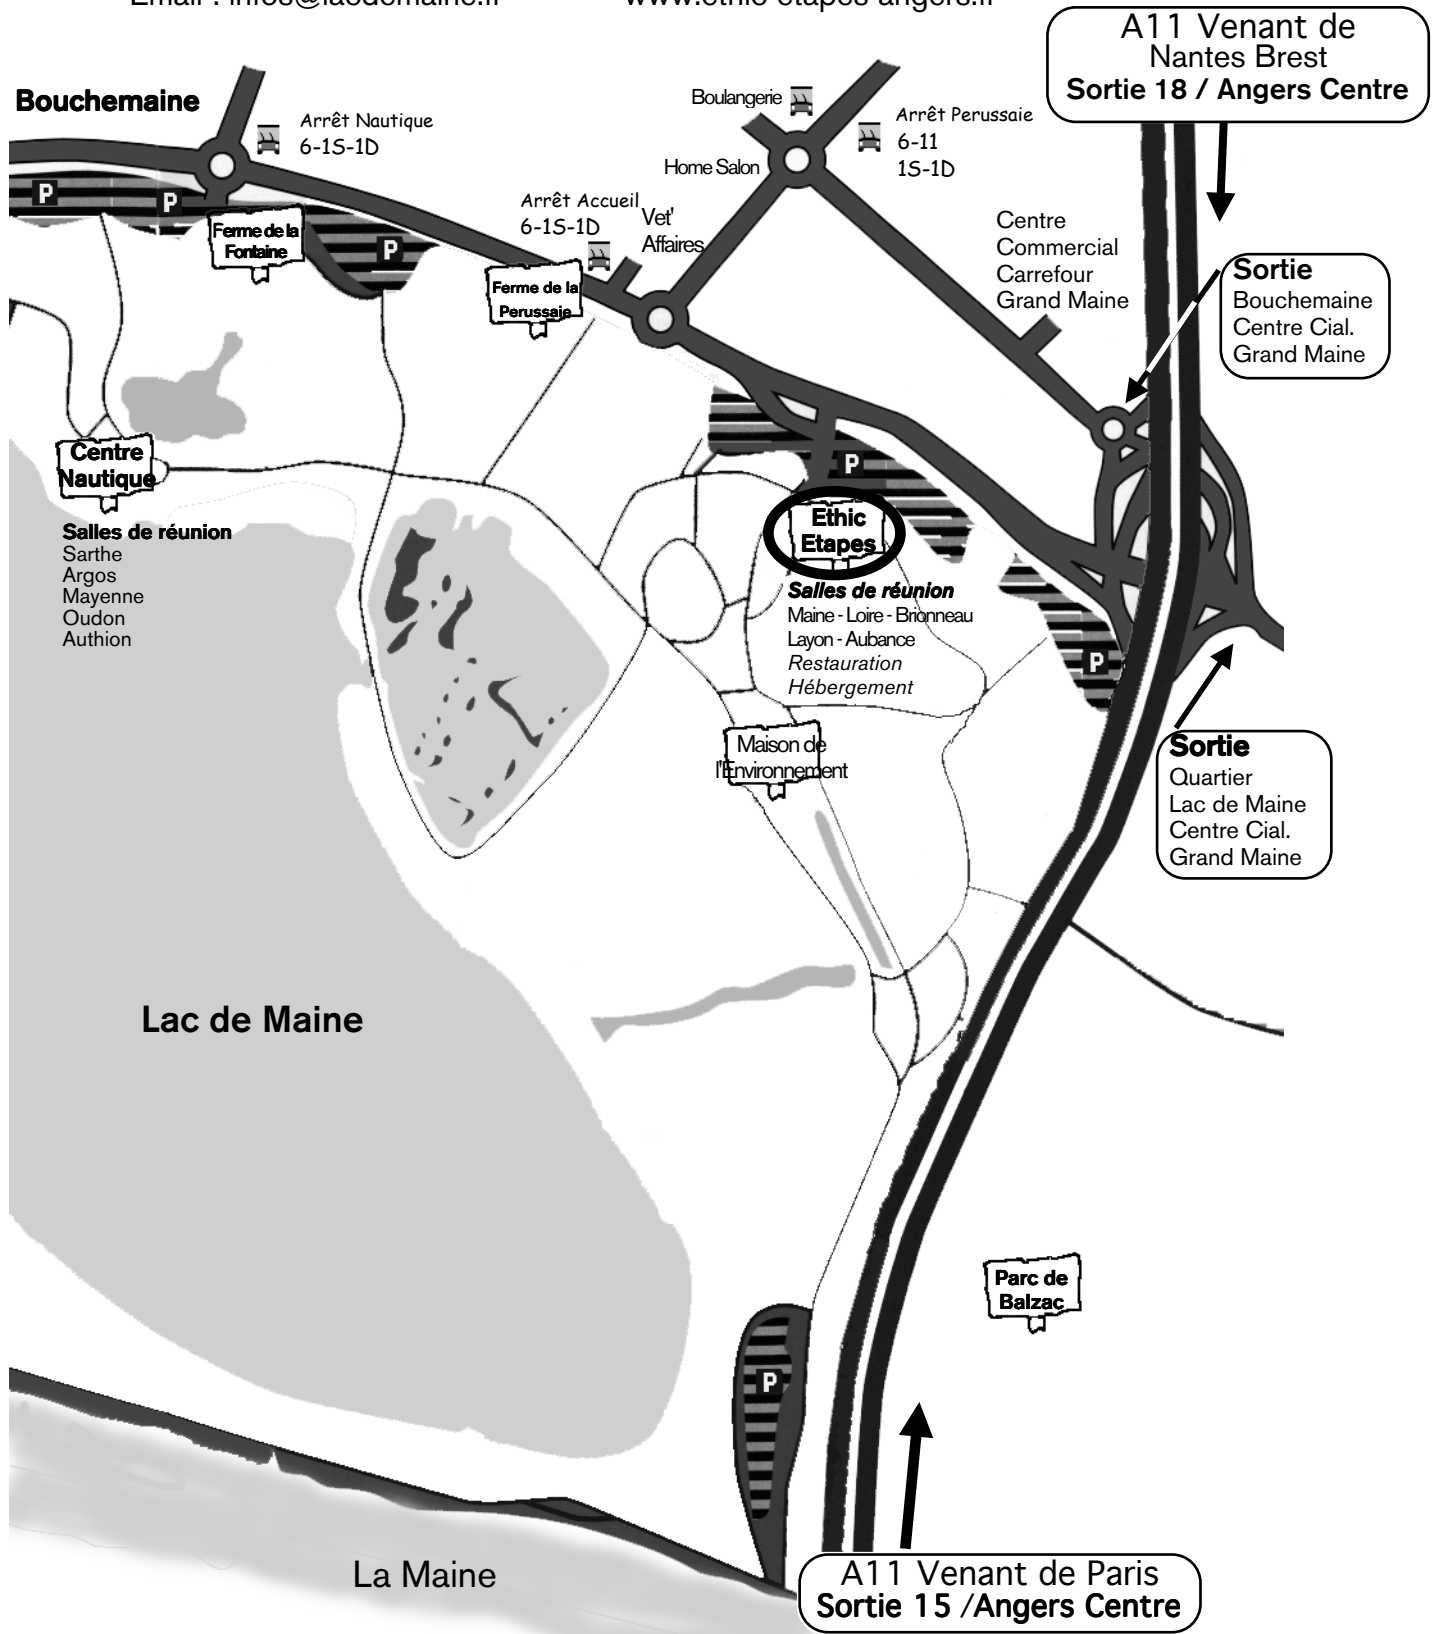 A11 Venant de
Nantes Brest
Sortie 18 / Angers Centre
Bouchemaine
Arrêt Nautique
6-1S-1D
Boulangerie
Arrêt Perussaie
6-11
1S-1D
Home Salon
P
P
P
Ferme de la
Fontaine
Arrêt Accueil
6-1S-1D
Vet'
Affaires
Ferme de la
Perussaie
Centre
Commercial
Carrefour
Grand Maine
Sortie
Bouchemaine
Centre Cial.
Grand Maine
Centre
Nautique
Salles de réunion
Sarthe
Argos
Mayenne
Oudon
Authion
P
Ethic
Etapes
Salles de réunion
Maine - Loire - Brionneau
Layon - Aubance
Restauration
Hébergement
P
Maison de
l'Environnement
Sortie
Quartier
Lac de Maine
Centre Cial.
Grand Maine
Lac de Maine
Parc de
Balzac
P
La Maine
A11 Venant de Paris
Sortie 15 /Angers Centre